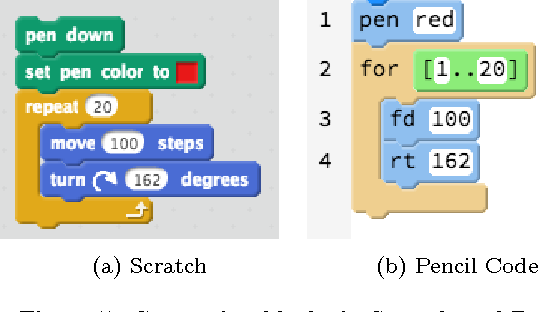 pen down
set pen color to
repeat 20
move 100 steps
turn 162 degrees
1 pen red
2 for [1..20]
3 fd 100
4 rt 162
(a) Scratch
(b) Pencil Code